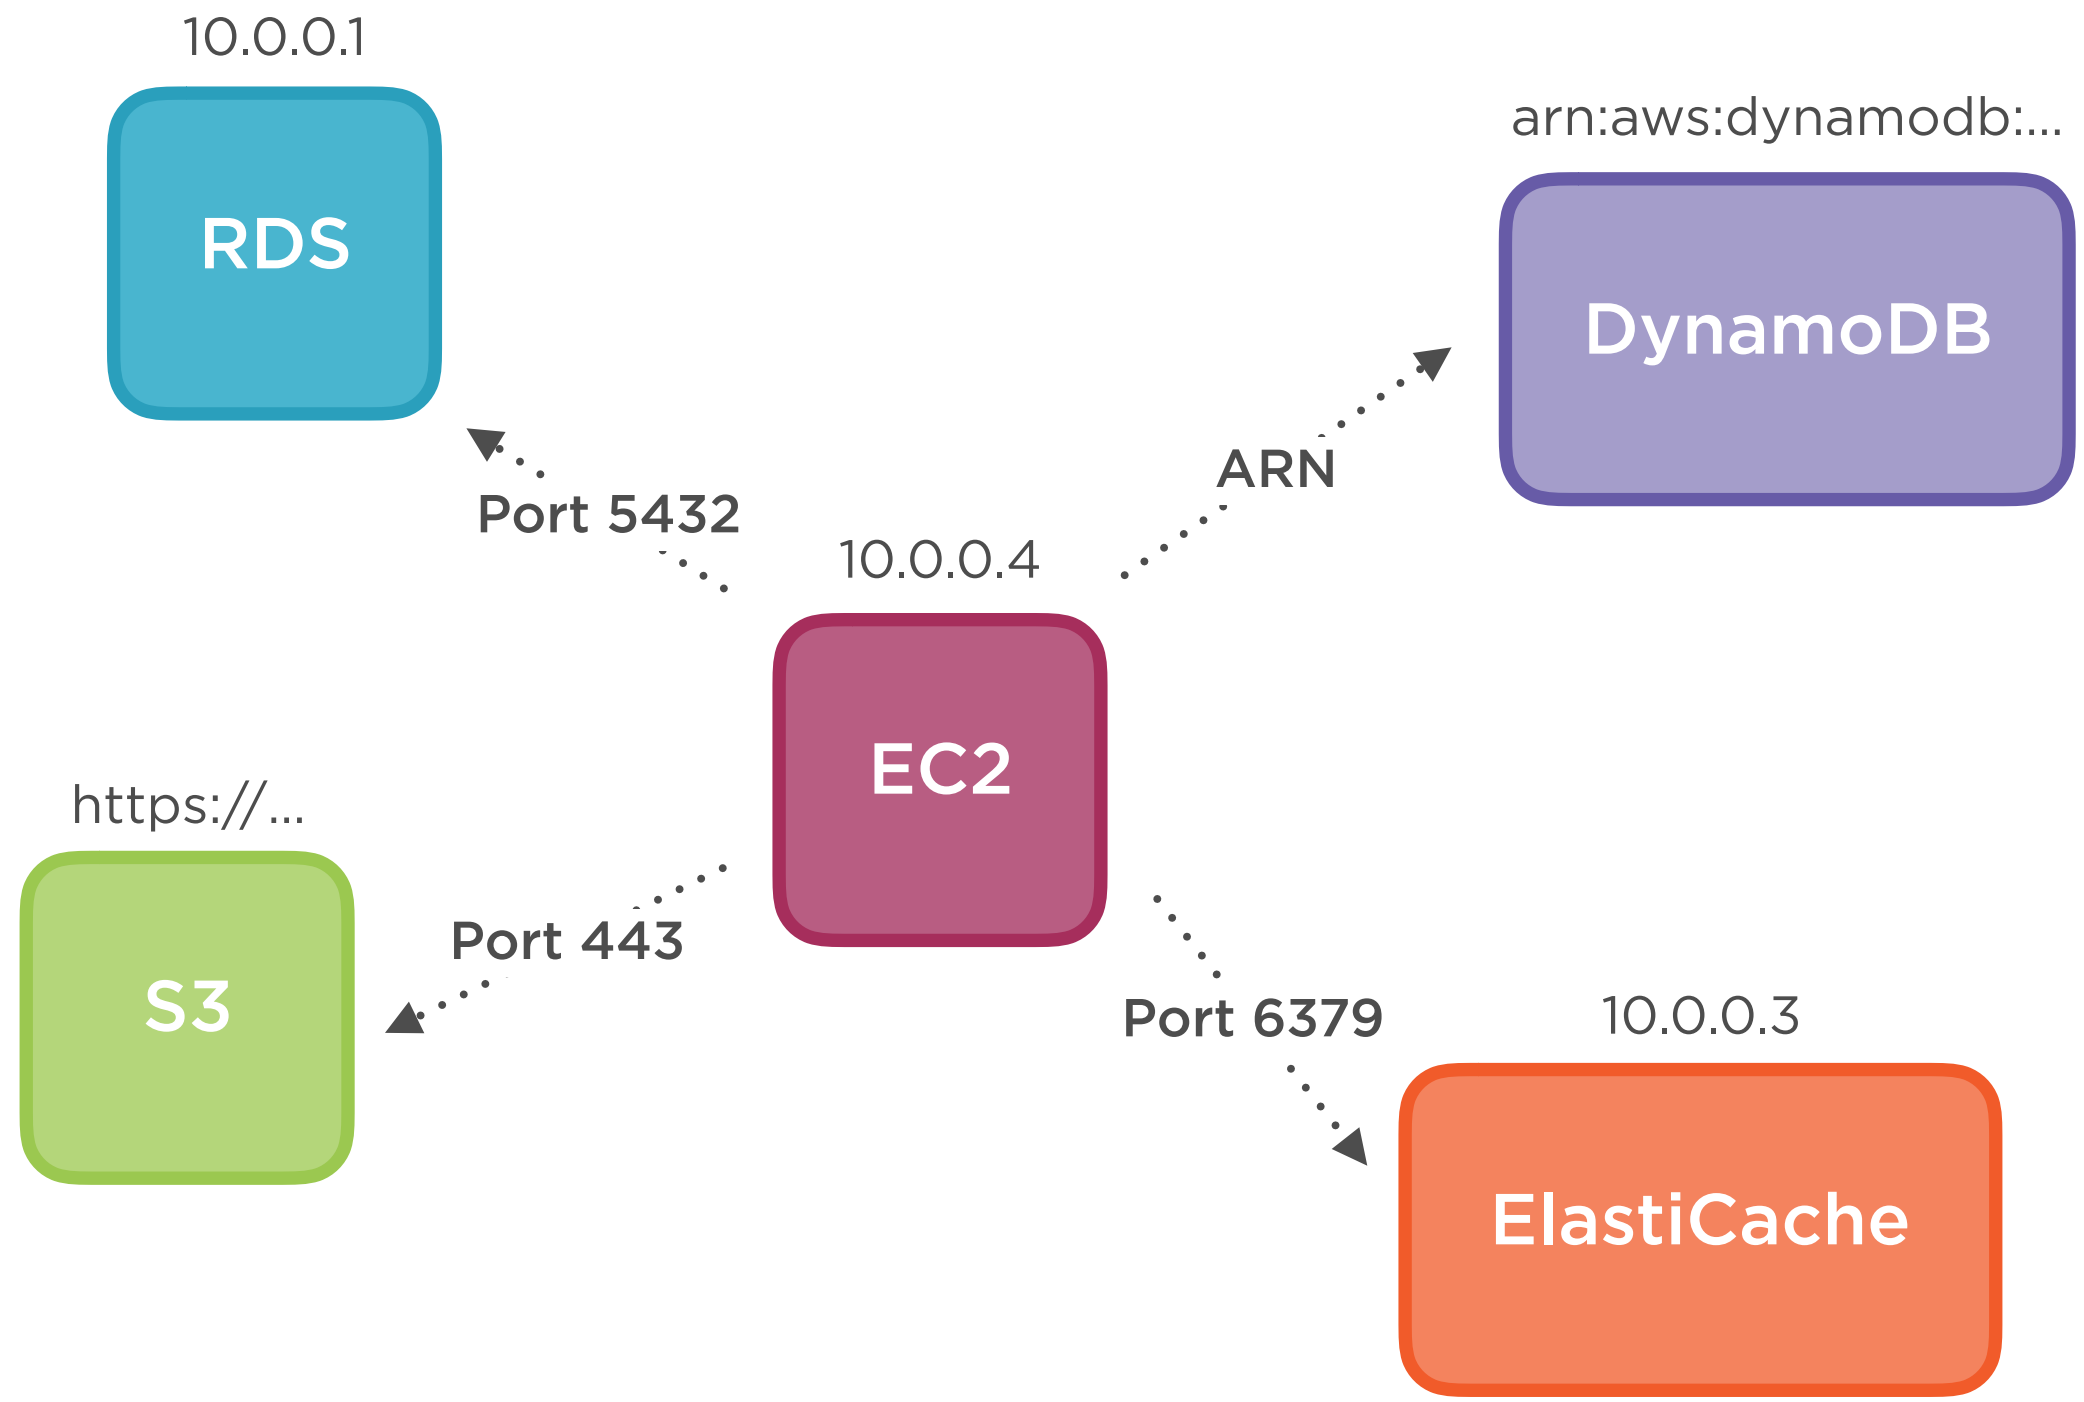 10.0.0.1
RDS
arn:aws:dynamodb:...
DynamoDB
Port 5432
ARN
10.0.0.4
EC2
https://...
S3
Port 443
Port 6379
10.0.0.3
ElastiCache